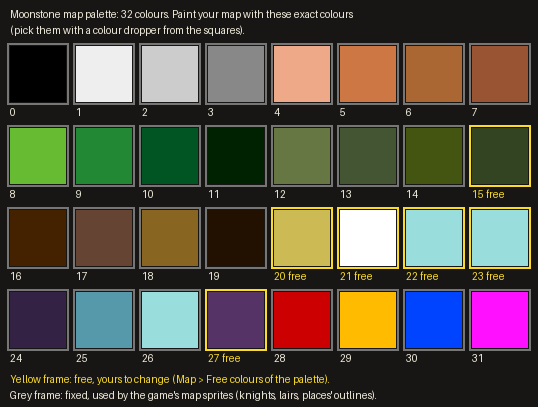 Moonstone map palette: 32 colours. Paint your map with these exact colours
(pick them with a colour dropper from the squares).
0 1 2 3 4 5 6 7
8 9 10 11 12 13 14 15 free
16 17 18 19 20 free 21 free 22 free 23 free
24 25 26 27 free 28 29 30 31
Yellow frame: free, yours to change (Map > Free colours of the palette).
Grey frame: fixed, used by the game's map sprites (knights, lairs, places' outlines).